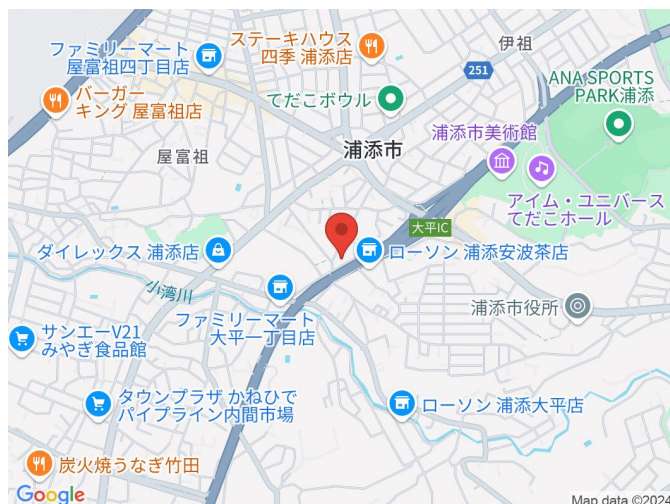 ファミリーマート
屋富祖四丁目店
ステーキハウス
四季 浦添店
伊祖
251
ANA SPORTS
PARK浦添
バーガー
キング 屋富祖店
てだこボウル
屋富祖
浦添市
浦添市美術館
アイム・ユニバース
てだこホール
大平IC
ダイレックス 浦添店
ローソン 浦添安波茶店
小湾川
ファミリーマート
大平一丁目店
浦添市役所
サンエーV21
みやぎ食品館
タウンプラザ かねひで
パイプライン内間市場
ローソン 浦添大平店
炭火焼うなぎ竹田
Google
Map data ©2024